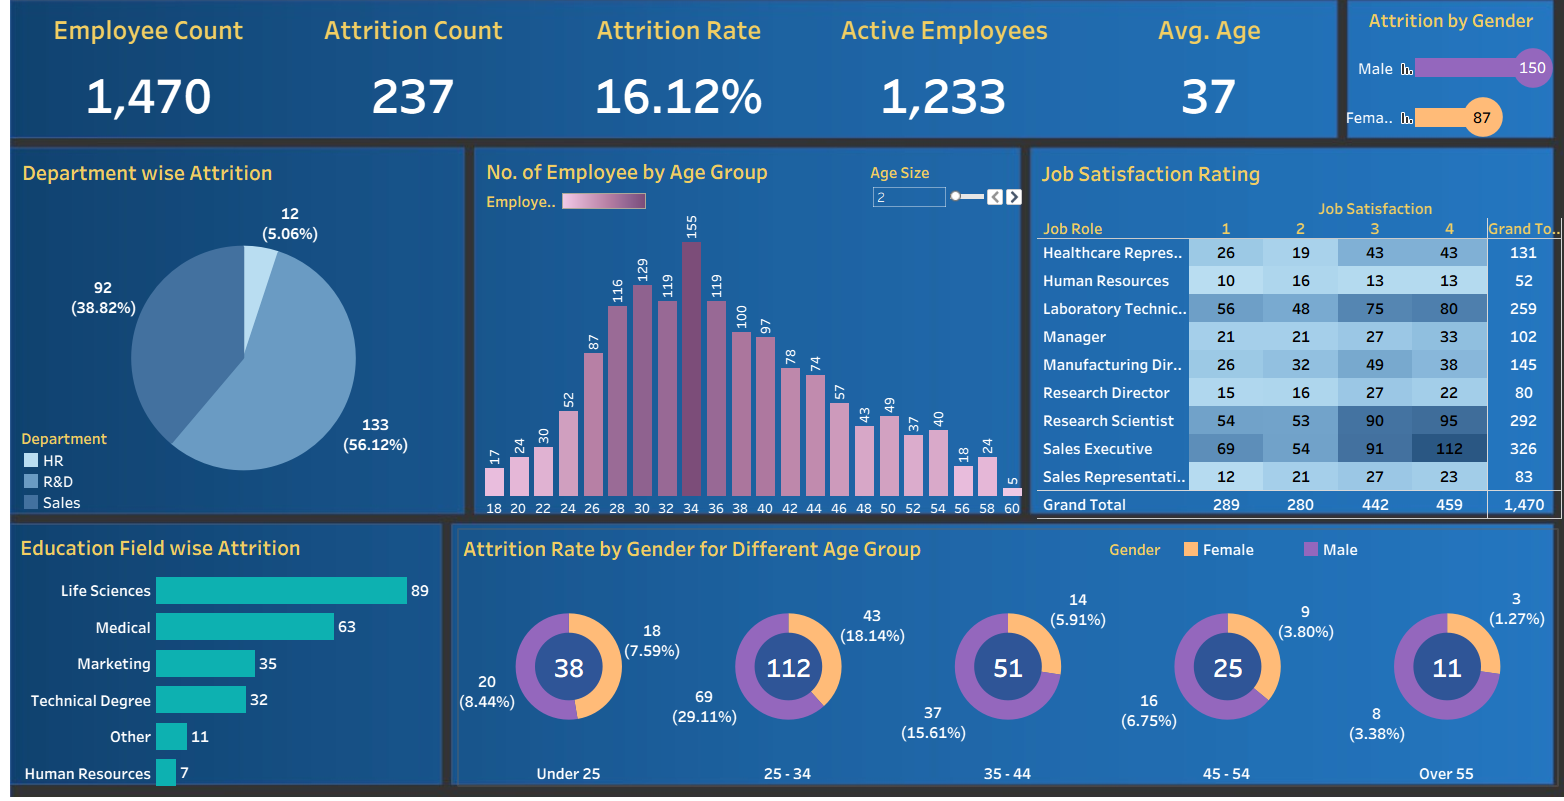 Employee Count
Attrition Count
Attrition Rate
Active Employees
Avg. Age
1,470
237
16.12%
1,233
37
Attrition by Gender
Male 150
Fema.. 87
Department wise Attrition
12
(5.06%)
92
(38.82%)
133
(56.12%)
Department
HR
R&D
Sales
No. of Employee by Age Group
Age Size
Employe..
2
17 24 30 52 87 116 129 119 155 119 100 97 78 74 57 43 49 37 40 18 24 5
18 20 22 24 26 28 30 32 34 36 38 40 42 44 46 48 50 52 54 56 58 60
Job Satisfaction Rating
Job Satisfaction
Job Role 1 2 3 4 Grand To..
Healthcare Repres.. 26 19 43 43 131
Human Resources 10 16 13 13 52
Laboratory Technic.. 56 48 75 80 259
Manager 21 21 27 33 102
Manufacturing Dir.. 26 32 49 38 145
Research Director 15 16 27 22 80
Research Scientist 54 53 90 95 292
Sales Executive 69 54 91 112 326
Sales Representati.. 12 21 27 23 83
Grand Total 289 280 442 459 1,470
Education Field wise Attrition
Life Sciences 89
Medical 63
Marketing 35
Technical Degree 32
Other 11
Human Resources 7
Attrition Rate by Gender for Different Age Group
Gender Female Male
18
(7.59%)
38
20
(8.44%)
Under 25
43
(18.14%)
112
69
(29.11%)
25 - 34
14
(5.91%)
51
37
(15.61%)
35 - 44
9
(3.80%)
25
16
(6.75%)
45 - 54
3
(1.27%)
11
8
(3.38%)
Over 55